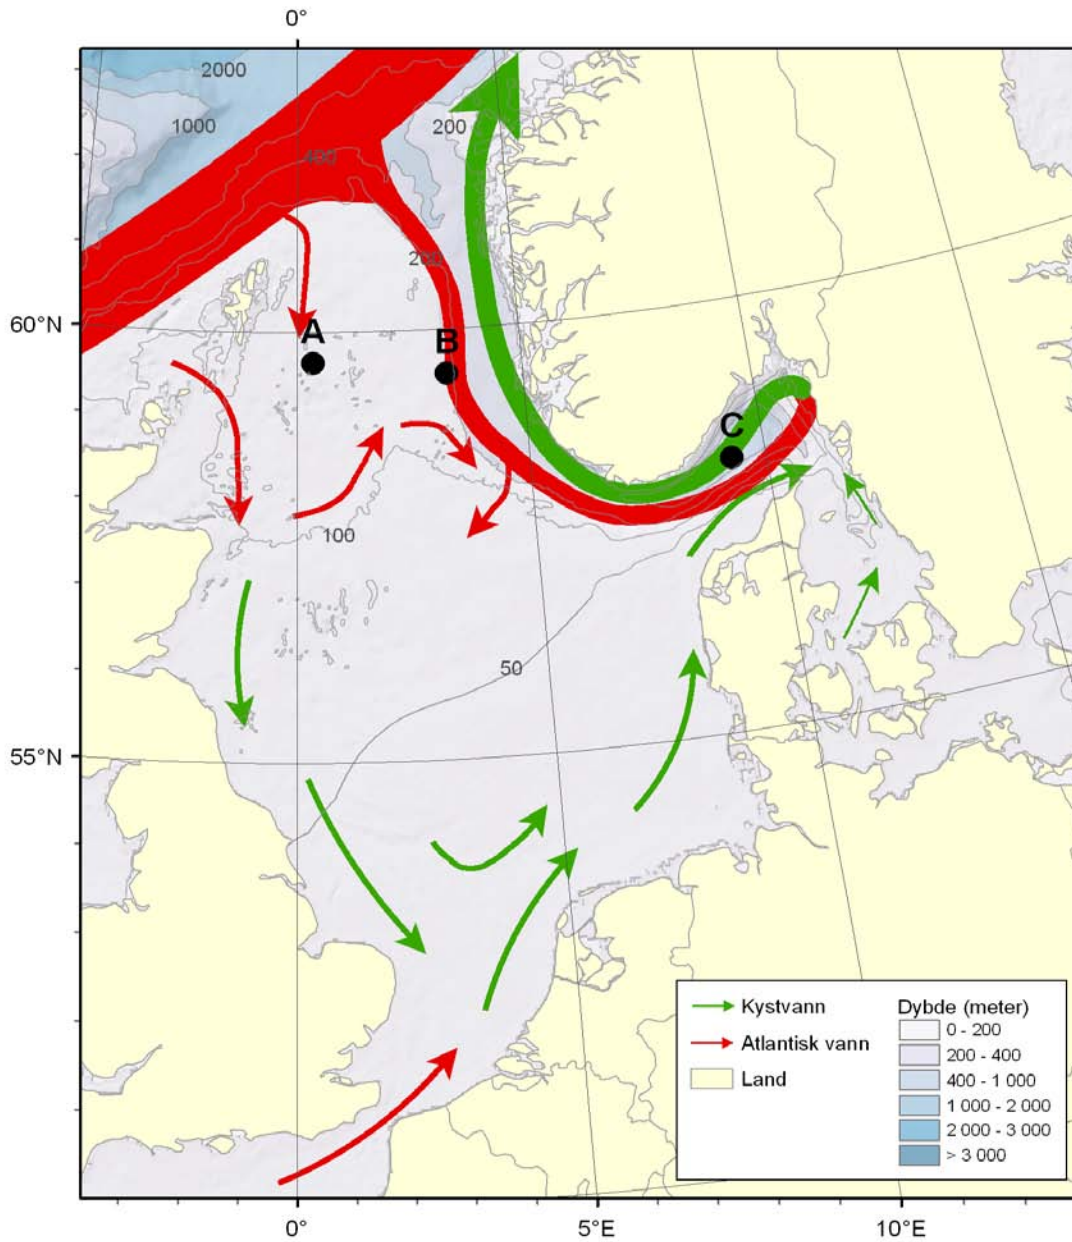 0°
2000
1000
200
400
200
60°N
A
B
C
100
50
55°N
Kystvann
Atlantisk vann
Land
Dybde (meter)
0 - 200
200 - 400
400 - 1 000
1 000 - 2 000
2 000 - 3 000
> 3 000
0°
5°E
10°E